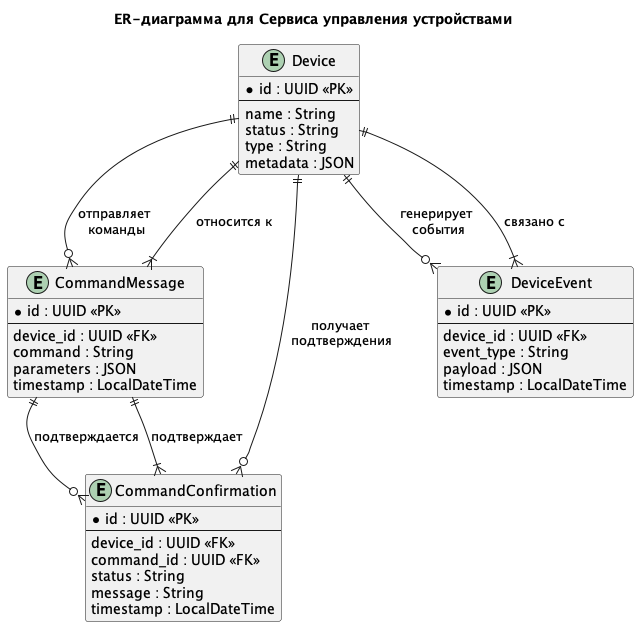 ER-диаграмма для Сервиса управления устройствами
E Device
id : UUID «PK»
name : String
status : String
type : String
metadata : JSON
отправляет
команды
относится к
генерирует
события
связано с
E CommandMessage
id : UUID «PK»
device_id : UUID «FK»
command : String
parameters : JSON
timestamp : LocalDateTime
E DeviceEvent
id : UUID «PK»
device_id : UUID «FK»
event_type : String
payload : JSON
timestamp : LocalDateTime
получает
подтверждения
подтверждается
подтверждает
E CommandConfirmation
id : UUID «PK»
device_id : UUID «FK»
command_id : UUID «FK»
status : String
message : String
timestamp : LocalDateTime